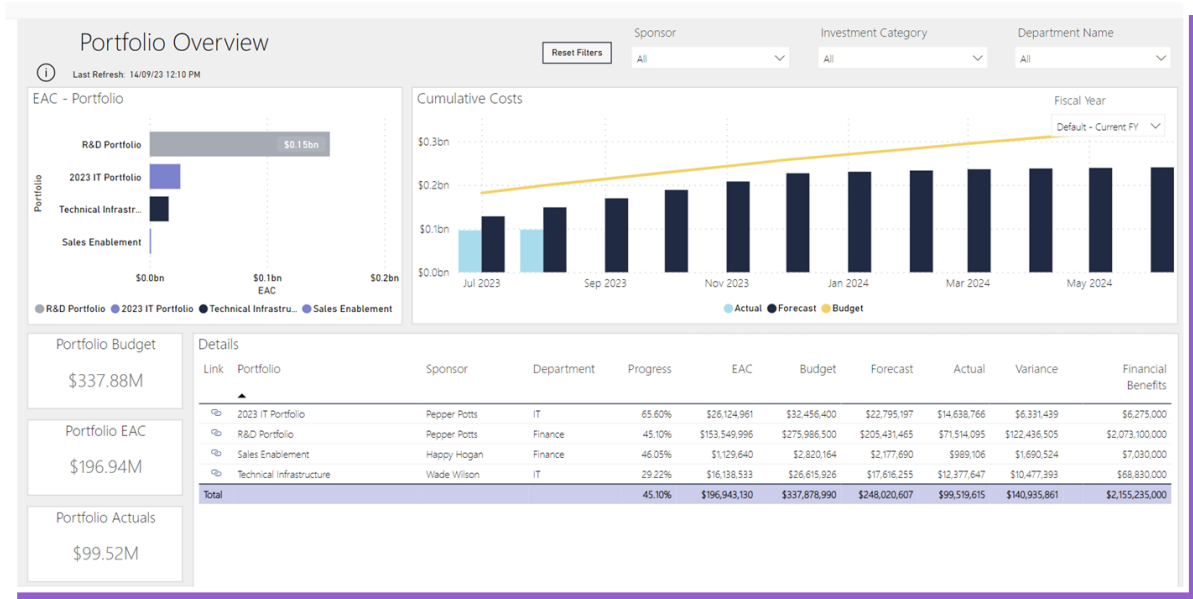 Portfolio Overview
Reset Filters
Sponsor
All
Investment Category
All
Department Name
All
Last Refresh: 14/09/23 12:10 PM
EAC - Portfolio
Portfolio
R&D Portfolio
$0.15bn
2023 IT Portfolio
Technical Infrastr...
Sales Enablement
$0.0bn $0.1bn $0.2bn
EAC
R&D Portfolio 2023 IT Portfolio Technical Infrastru... Sales Enablement
Cumulative Costs
Fiscal Year
Default - Current FY
$0.3bn
$0.2bn
$0.1bn
$0.0bn
Jul 2023 Sep 2023 Nov 2023 Jan 2024 Mar 2024 May 2024
Actual Forecast Budget
Portfolio Budget
$337.88M
Portfolio EAC
$196.94M
Portfolio Actuals
$99.52M
Details
Link Portfolio Sponsor Department Progress EAC Budget Forecast Actual Variance Financial
Benefits
2023 IT Portfolio Pepper Potts IT 65.60% $26,124,961 $32,456,400 $22,795,197 $14,638,766 $6,331,439 $6,275,000
R&D Portfolio Pepper Potts Finance 45.10% $153,549,996 $275,986,500 $205,431,465 $71,514,095 $122,436,505 $2,073,100,000
Sales Enablement Happy Hogan Finance 46.05% $1,129,640 $2,820,164 $2,177,690 $989,106 $1,690,524 $7,030,000
Technical Infrastructure Wade Wilson IT 29.22% $16,138,533 $26,615,926 $17,616,255 $12,377,647 $10,477,393 $68,830,000
Total 45.10% $196,943,130 $337,878,990 $248,020,607 $99,519,615 $140,935,861 $2,155,235,000